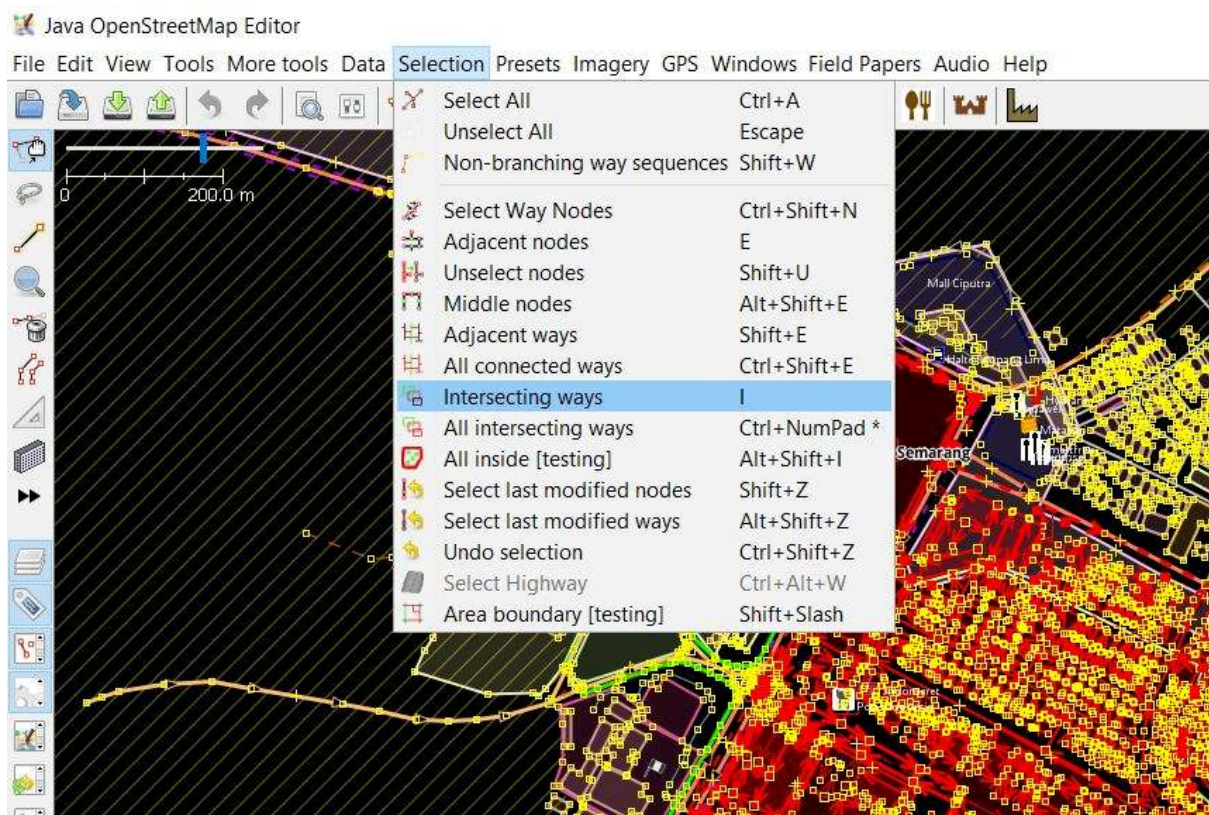 Java OpenStreetMap Editor
File Edit View Tools More tools Data Selection Presets Imagery GPS Windows Field Papers Audio Help
Select All Ctrl+A
Unselect All Escape
Non-branching way sequences Shift+W
0 200.0 m
Select Way Nodes Ctrl+Shift+N
Adjacent nodes E
Unselect nodes Shift+U
Middle nodes Alt+Shift+E
Mall Ciputra
Adjacent ways Shift+E
All connected ways Ctrl+Shift+E
Intersecting ways I
All intersecting ways Ctrl+NumPad *
Semarang
All inside [testing] Alt+Shift+I
Select last modified nodes Shift+Z
Select last modified ways Alt+Shift+Z
Undo selection Ctrl+Shift+Z
Select Highway Ctrl+Alt+W
Area boundary [testing] Shift+Slash